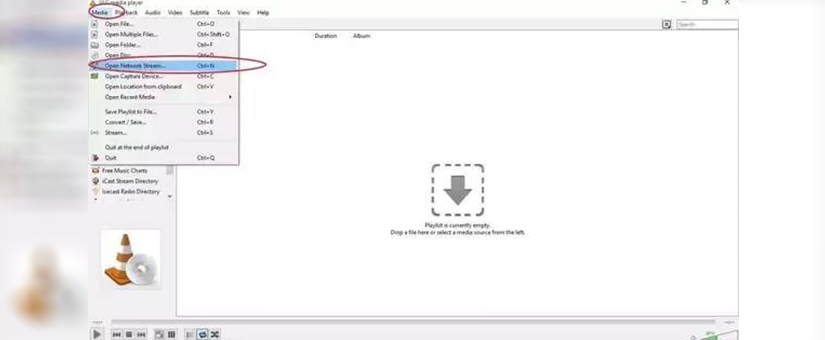 media player
Media Playback Audio Video Subtitle Tools View Help
Open File... Ctrl+O
Open Multiple Files... Ctrl+Shift+O
Open Folder... Ctrl+F
Open Disc... Ctrl+D
Open Network Stream... Ctrl+N
Open Capture Device... Ctrl+C
Open Location from clipboard Ctrl+V
Open Recent Media
Save Playlist to File... Ctrl+Y
Convert / Save... Ctrl+R
Stream... Ctrl+S
Quit at the end of playlist
Quit Ctrl+Q
Search
Duration Album
Free Music Charts
Icecast Radio Directory
Playlist is currently empty.
Drop a file here or select a media source from the left.